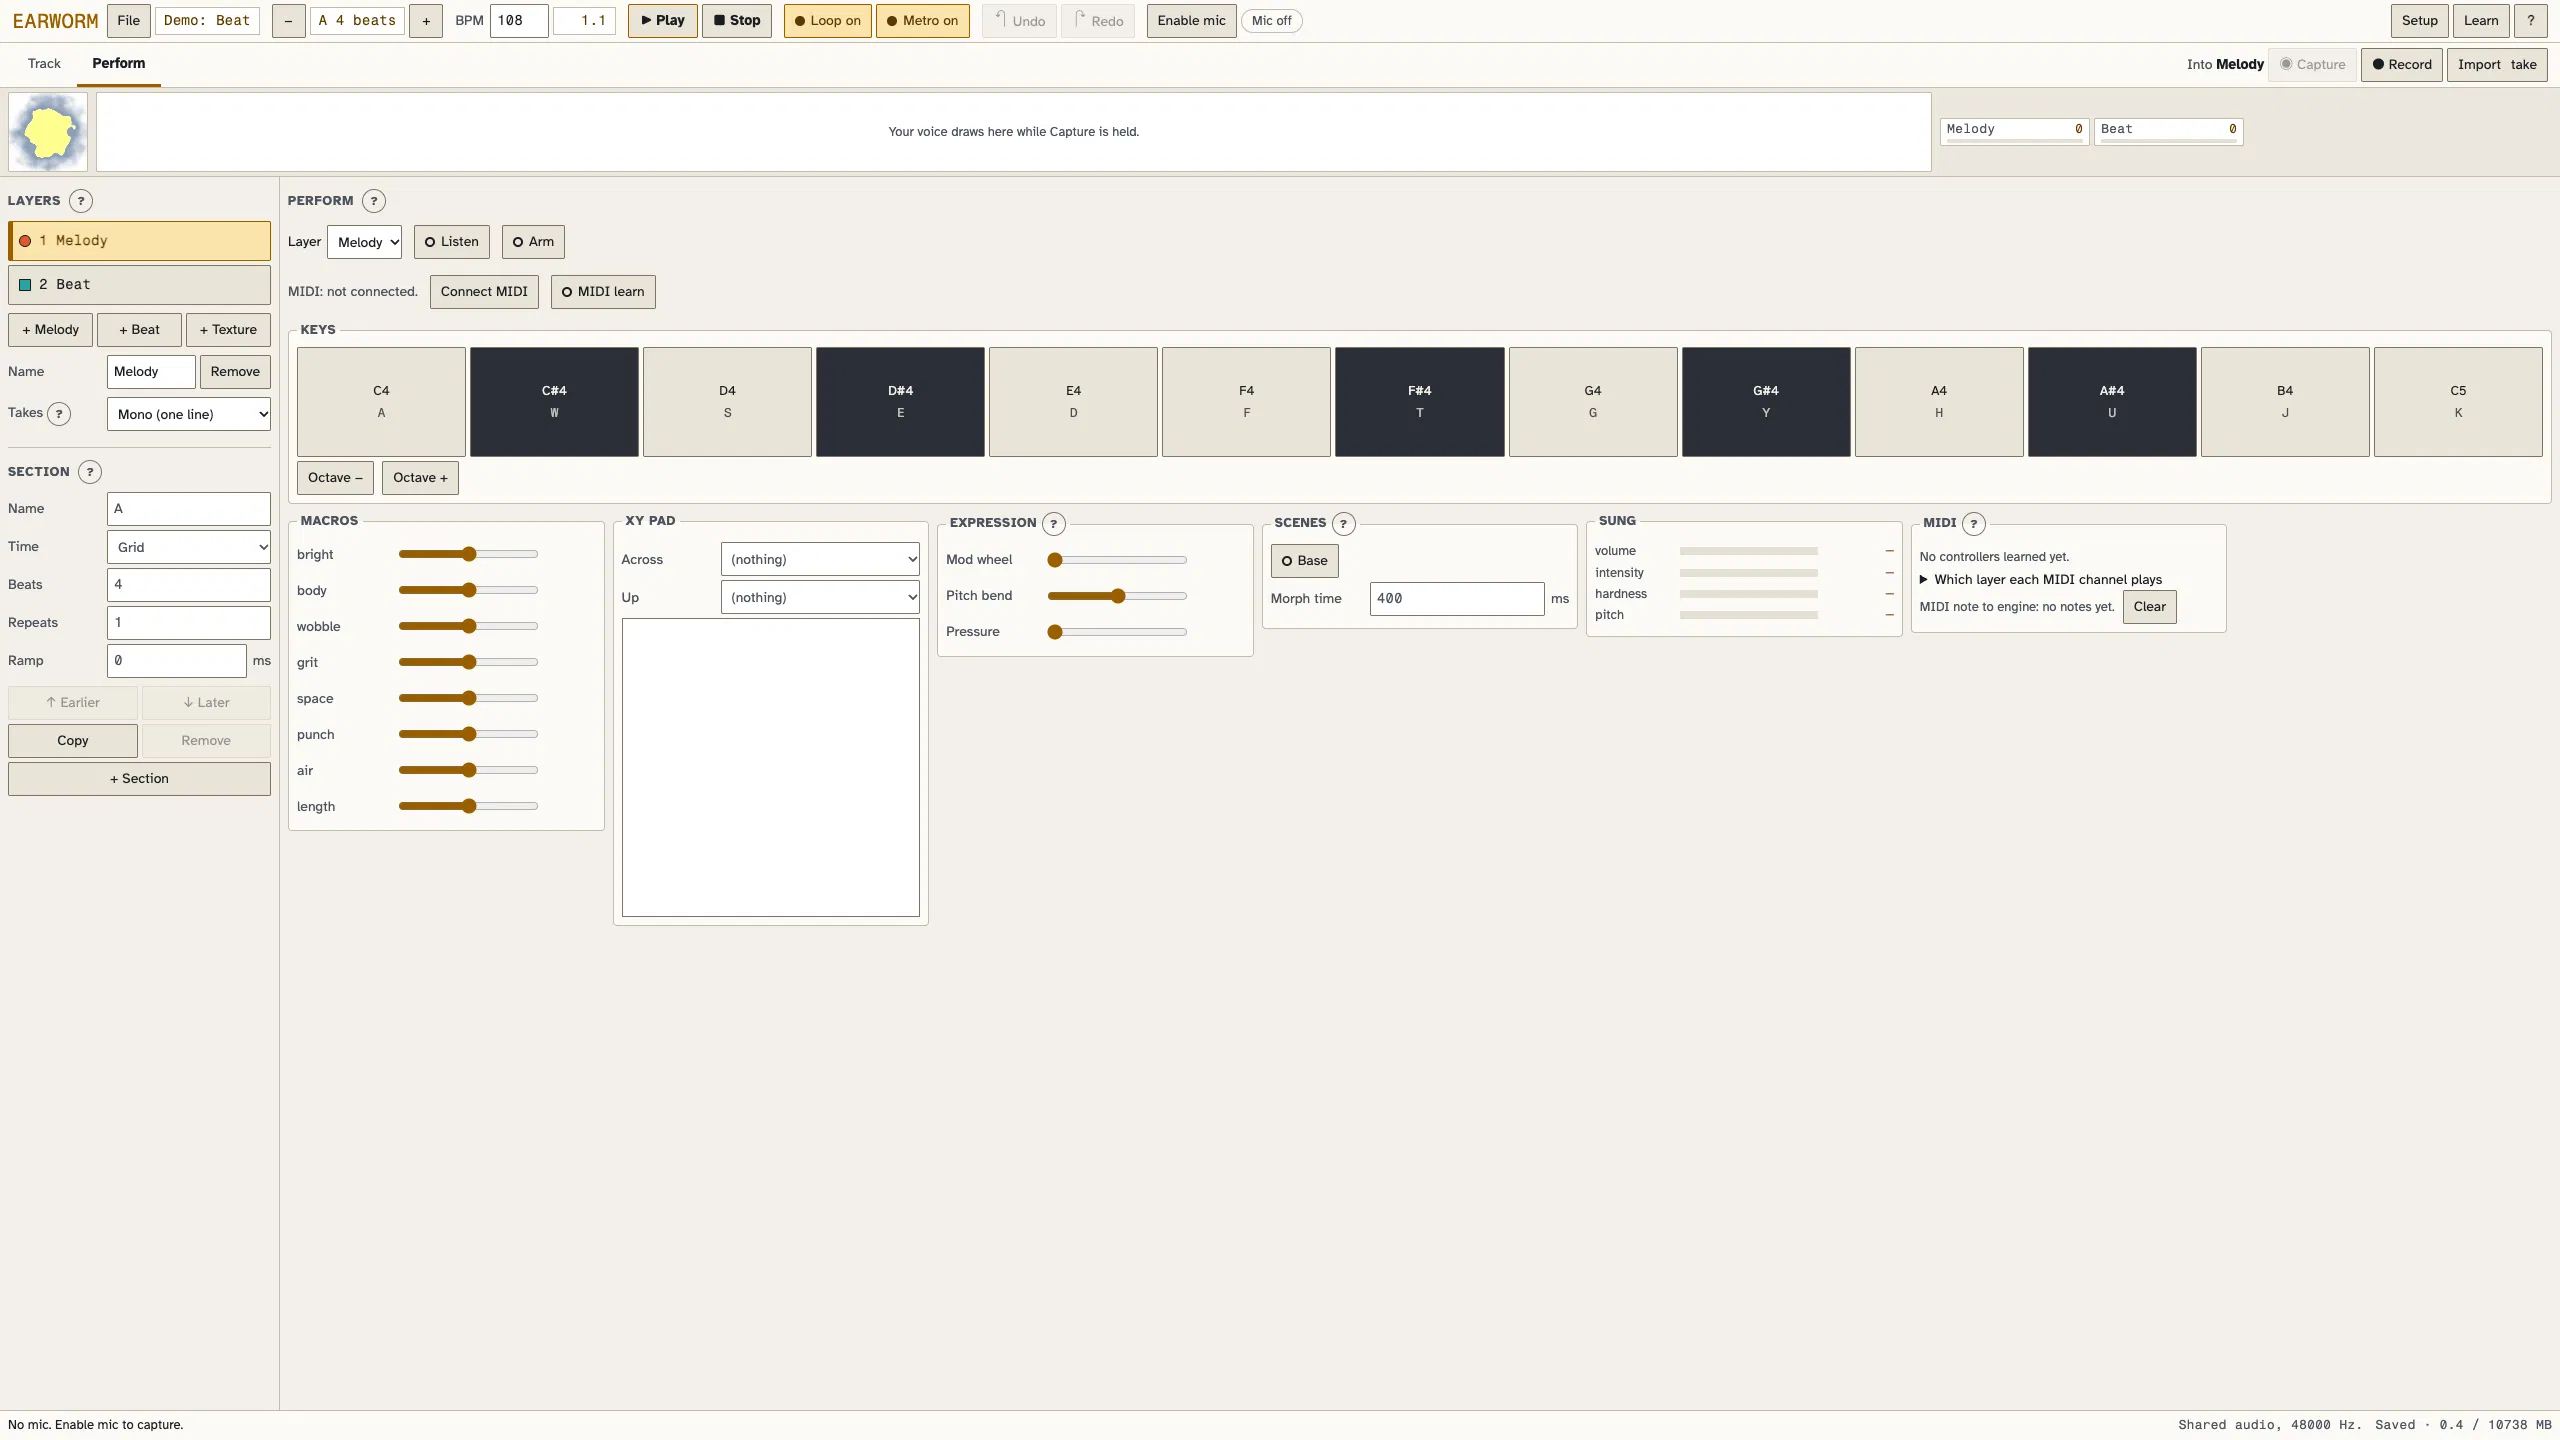 EARWORM File Demo: Beat − A 4 beats + BPM 108 1.1 Play Stop Loop on Metro on Undo Redo Enable mic Mic off Setup Learn ?
Track Perform Into Melody Capture Record Import take
Your voice draws here while Capture is held.
Melody 0 Beat 0
LAYERS ?
1 Melody
2 Beat
+ Melody + Beat + Texture
Name Melody Remove
Takes ? Mono (one line)
SECTION ?
Name A
Time Grid
Beats 4
Repeats 1
Ramp 0 ms
↑ Earlier ↓ Later
Copy Remove
+ Section
PERFORM ?
Layer Melody Listen Arm
MIDI: not connected. Connect MIDI MIDI learn
KEYS
C4 C#4 D4 D#4 E4 F4 F#4 G4 G#4 A4 A#4 B4 C5
A W S E D F T G Y H U J K
Octave − Octave +
MACROS
bright
body
wobble
grit
space
punch
air
length
XY PAD
Across (nothing)
Up (nothing)
EXPRESSION ?
Mod wheel
Pitch bend
Pressure
SCENES ?
Base
Morph time 400 ms
SUNG
volume –
intensity –
hardness –
pitch –
MIDI ?
No controllers learned yet.
Which layer each MIDI channel plays
MIDI note to engine: no notes yet. Clear
No mic. Enable mic to capture.
Shared audio, 48000 Hz. Saved · 0.4 / 10738 MB